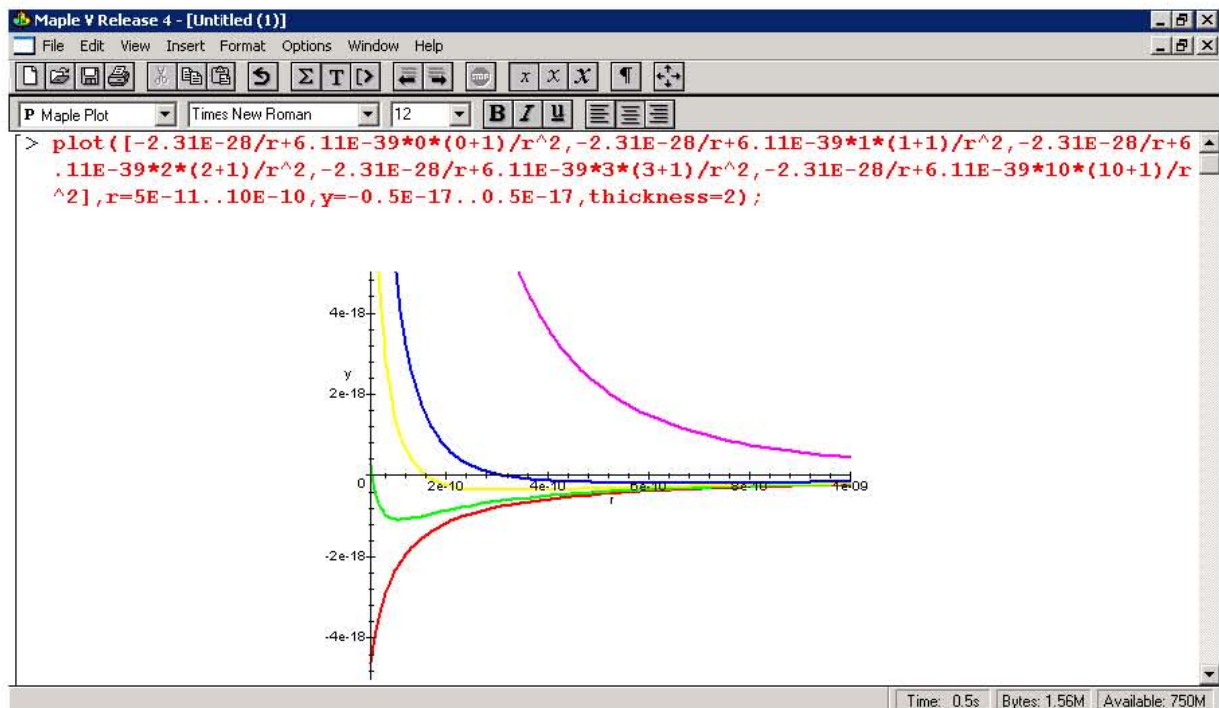 Maple V Release 4 - [Untitled (1)]
File Edit View Insert Format Options Window Help
Σ T [>
STOP
x x x ¶
P Maple Plot Times New Roman 12 B I u
> plot([-2.31E-28/r+6.11E-39*0*(0+1)/r^2,-2.31E-28/r+6.11E-39*1*(1+1)/r^2,-2.31E-28/r+6
.11E-39*2*(2+1)/r^2,-2.31E-28/r+6.11E-39*3*(3+1)/r^2,-2.31E-28/r+6.11E-39*10*(10+1)/r
^2],r=5E-11..10E-10,y=-0.5E-17..0.5E-17,thickness=2);
4e-18
y
2e-18
0
2e-10 4e-10 6e-10 8e-10 1e-09
r
-2e-18
-4e-18
Time: 0.5s Bytes: 1.56M Available: 750M